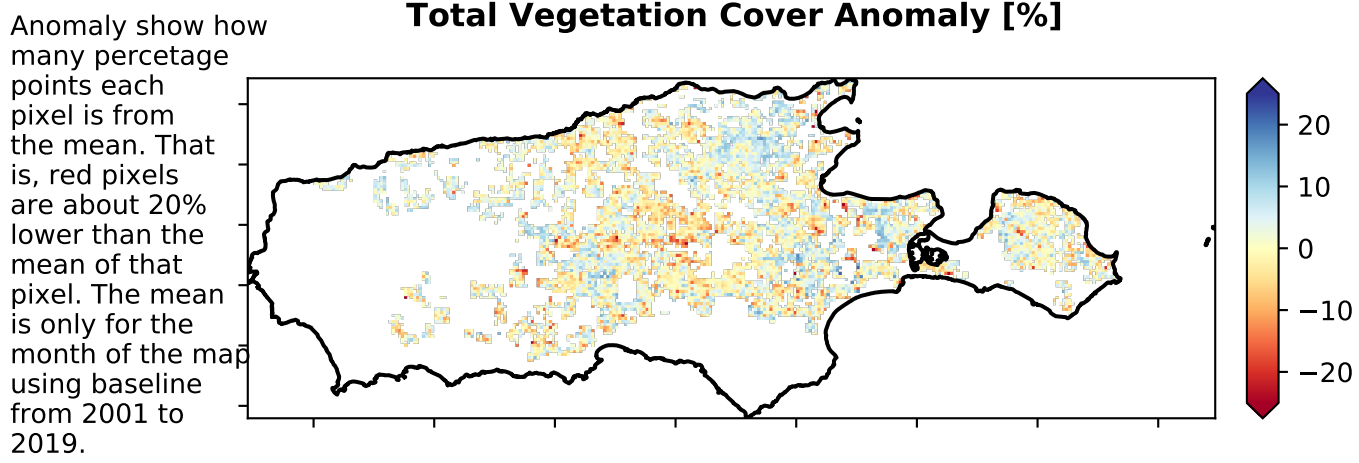 Total Vegetation Cover Anomaly [%]
Anomaly show how
many percetage
points each
pixel is from
the mean. That
is, red pixels
are about 20%
lower than the
mean of that
pixel. The mean
is only for the
month of the map
using baseline
from 2001 to
2019.
20
10
0
−10
−20